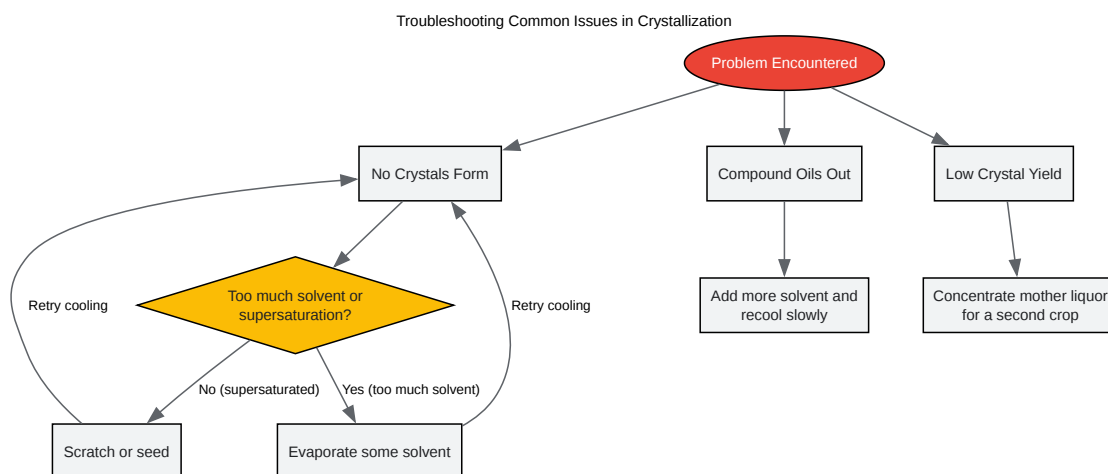 Troubleshooting Common Issues in Crystallization
Problem Encountered
No Crystals Form
Compound Oils Out
Low Crystal Yield
Too much solvent or
supersaturation?
Retry cooling
Retry cooling
Add more solvent and
recool slowly
Concentrate mother liquor
for a second crop
No (supersaturated)
Yes (too much solvent)
Scratch or seed
Evaporate some solvent